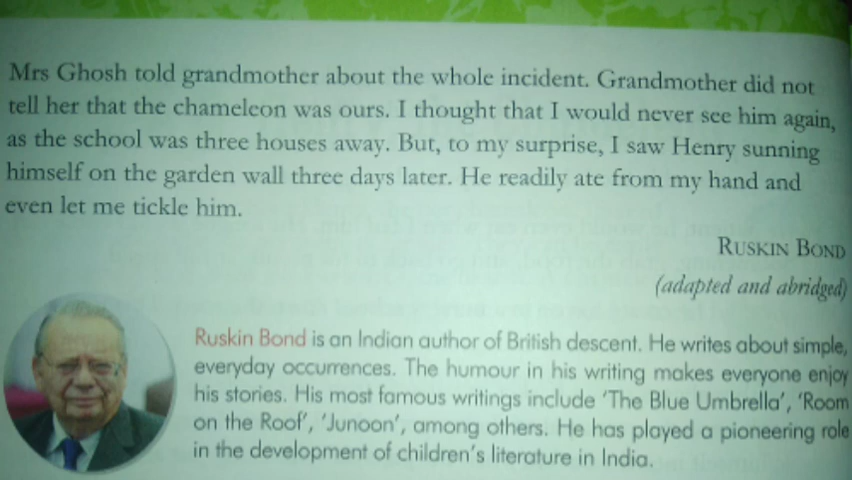 Mrs Ghosh told grandmother about the whole incident. Grandmother did not
tell her that the chameleon was ours. I thought that I would never see him again,
as the school was three houses away. But, to my surprise, I saw Henry sunning
himself on the garden wall three days later. He readily ate from my hand and
even let me tickle him.
RUSKIN BOND
(adapted and abridged)
Ruskin Bond is an Indian author of British descent. He writes about simple,
everyday occurrences. The humour in his writing makes everyone enjoy
his stories. His most famous writings include ‘The Blue Umbrella’, ‘Room
on the Roof’, ‘Junoon’, among others. He has played a pioneering role
in the development of children’s literature in India.